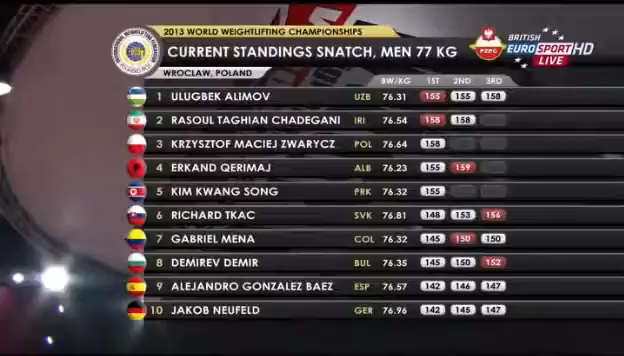 2013 WORLD WEIGHTLIFTING CHAMPIONSHIPS
CURRENT STANDINGS SNATCH, MEN 77 KG
WROCLAW, POLAND
PZPC
BRITISH
EUROSPORT HD
LIVE
BW/KG 1ST 2ND 3RD
1 ULUGBEK ALIMOV UZB 76.31 155 155 158
2 RASOUL TAGHIAN CHADEGANI IRI 76.54 158 158
3 KRZYSZTOF MACIEJ ZWARYCZ POL 76.64 158
4 ERKAND QERIMAJ ALB 76.23 155 159
5 KIM KWANG SONG PRK 76.32 155
6 RICHARD TKAC SVK 76.81 148 153 156
7 GABRIEL MENA COL 76.32 145 150 150
8 DEMIREV DEMIR BUL 76.35 145 150 152
9 ALEJANDRO GONZALEZ BAEZ ESP 76.57 142 146 147
10 JAKOB NEUFELD GER 76.96 142 145 147